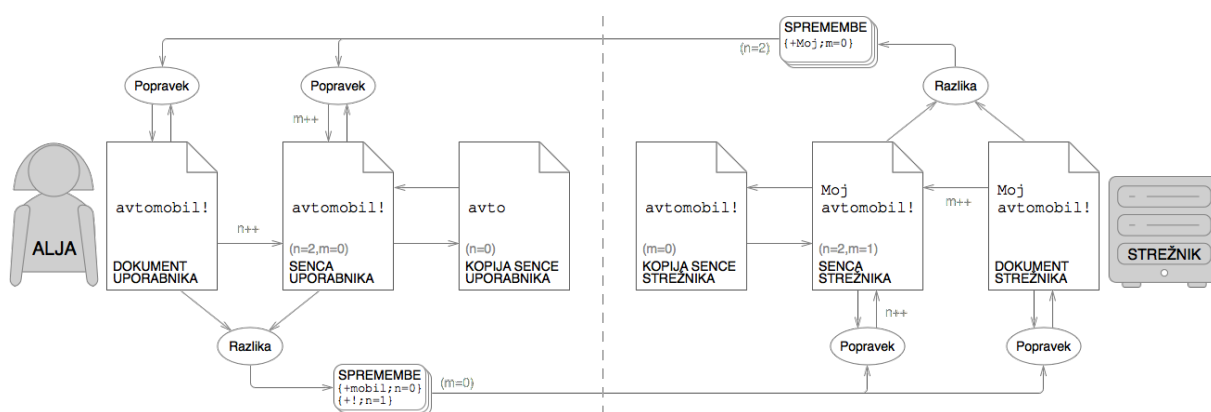 SPREMEMBE
{+Moj;m=0}
(n=2)
Popravek
Popravek
Razlika
m++
ALJA
avtomobil!
DOKUMENT
UPORABNIKA
n++
avtomobil!
(n=2,m=0)
SENCA
UPORABNIKA
avto
(n=0)
KOPIJA SENCE
UPORABNIKA
avtomobil!
(m=0)
KOPIJA SENCE
STREŽNIKA
Moj
avtomobil!
(n=2,m=1)
SENCA
STREŽNIKA
m++
Moj
avtomobil!
DOKUMENT
STREŽNIKA
STREŽNIK
n++
Razlika
Popravek
Popravek
SPREMEMBE
{+mobil;n=0}
{+!;n=1}
(m=0)